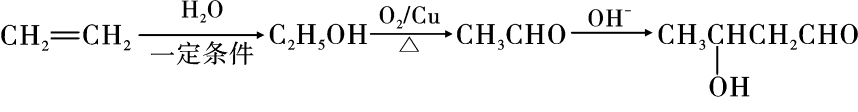 CH₂=CH₂ —H₂O/一定条件→ C₂H₅OH —O₂/Cu/△→ CH₃CHO —OH⁻→ CH₃CHCH₂CHO
OH